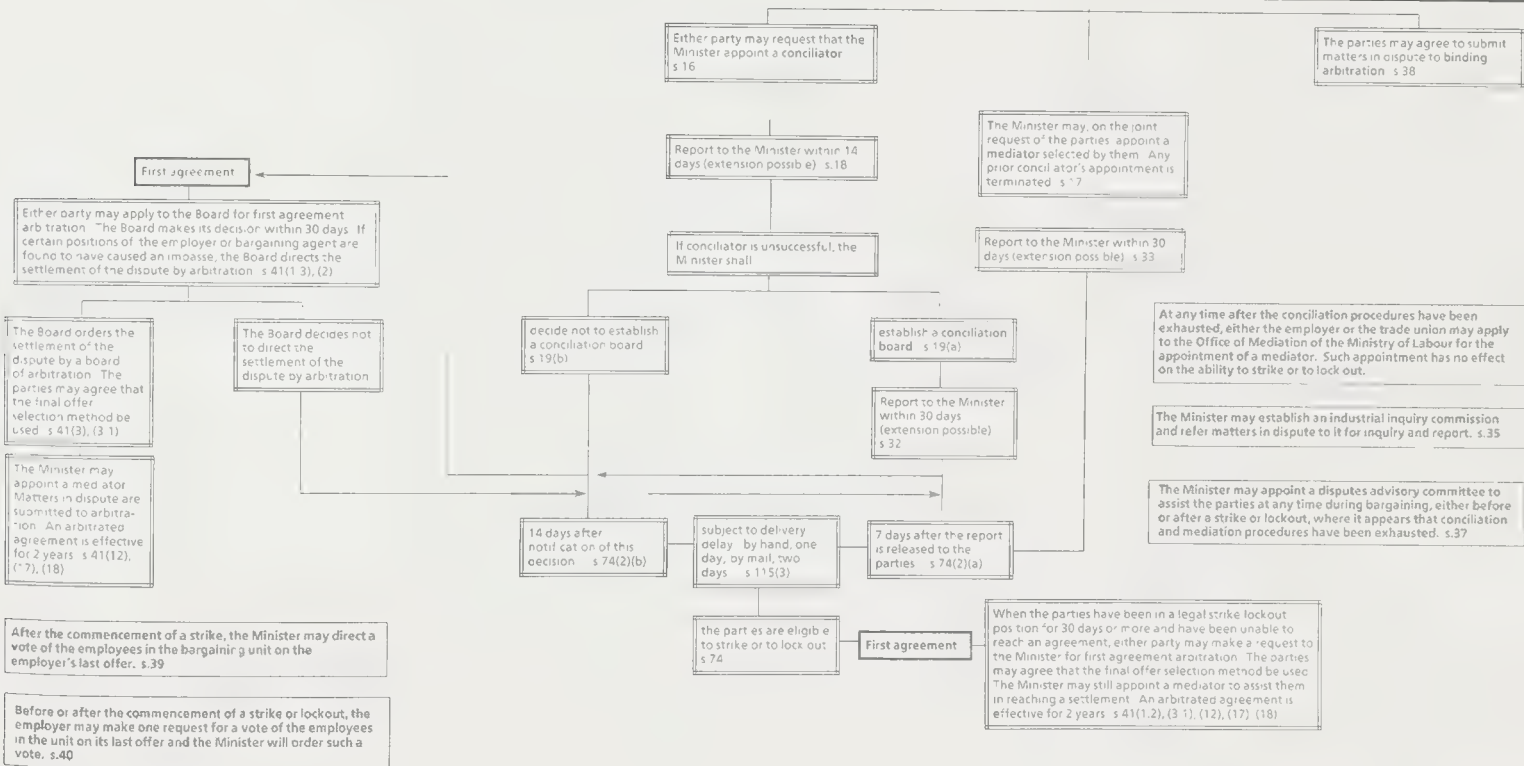 Either party may request that the
Minister appoint a conciliator
s 16
The parties may agree to submit
matters in dispute to binding
arbitration s 38
Report to the Minister within 14
days (extension possible) s.18
The Minister may, on the joint
request of the parties appoint a
mediator selected by them Any
prior conciliator's appointment is
terminated s 17
First agreement
Either party may apply to the Board for first agreement
arbitration The Board makes its decision within 30 days If
certain positions of the employer or bargaining agent are
found to have caused an impasse, the Board directs the
settlement of the dispute by arbitration s 41(1 3), (2)
If conciliator is unsuccessful, the
Minister shall
Report to the Minister within 30
days (extension possible) s 33
The Board orders the
settlement of the
dispute by a board
of arbitration The
parties may agree that
the final offer
selection method be
used s 41(3), (3 1)
The Board decides not
to direct the
settlement of the
dispute by arbitration
decide not to establish
a conciliation board
s 19(b)
establish a conciliation
board s 19(a)
At any time after the conciliation procedures have been
exhausted, either the employer or the trade union may apply
to the Office of Mediation of the Ministry of Labour for the
appointment of a mediator. Such appointment has no effect
on the ability to strike or to lock out.
Report to the Minister
within 30 days
(extension possible)
s 32
The Minister may establish an industrial inquiry commission
and refer matters in dispute to it for inquiry and report. s.35
The Minister may
appoint a mediator
Matters in dispute are
submitted to arbitra-
tion An arbitrated
agreement is effective
for 2 years s 41(12),
(17), (18)
The Minister may appoint a disputes advisory committee to
assist the parties at any time during bargaining, either before
or after a strike or lockout, where it appears that conciliation
and mediation procedures have been exhausted. s.37
14 days after
notification of this
decision s 74(2)(b)
subject to delivery
delay by hand, one
day, by mail, two
days s 115(3)
7 days after the report
is released to the
parties s 74(2)(a)
After the commencement of a strike, the Minister may direct a
vote of the employees in the bargaining unit on the
employer's last offer. s.39
the parties are eligible
to strike or to lock out
s 74
First agreement
When the parties have been in a legal strike lockout
position for 30 days or more and have been unable to
reach an agreement, either party may make a request to
the Minister for first agreement arbitration The parties
may agree that the final offer selection method be used
The Minister may still appoint a mediator to assist them
in reaching a settlement An arbitrated agreement is
effective for 2 years s 41(1.2), (3 1), (12), (17) (18)
Before or after the commencement of a strike or lockout, the
employer may make one request for a vote of the employees
in the unit on its last offer and the Minister will order such a
vote. s.40